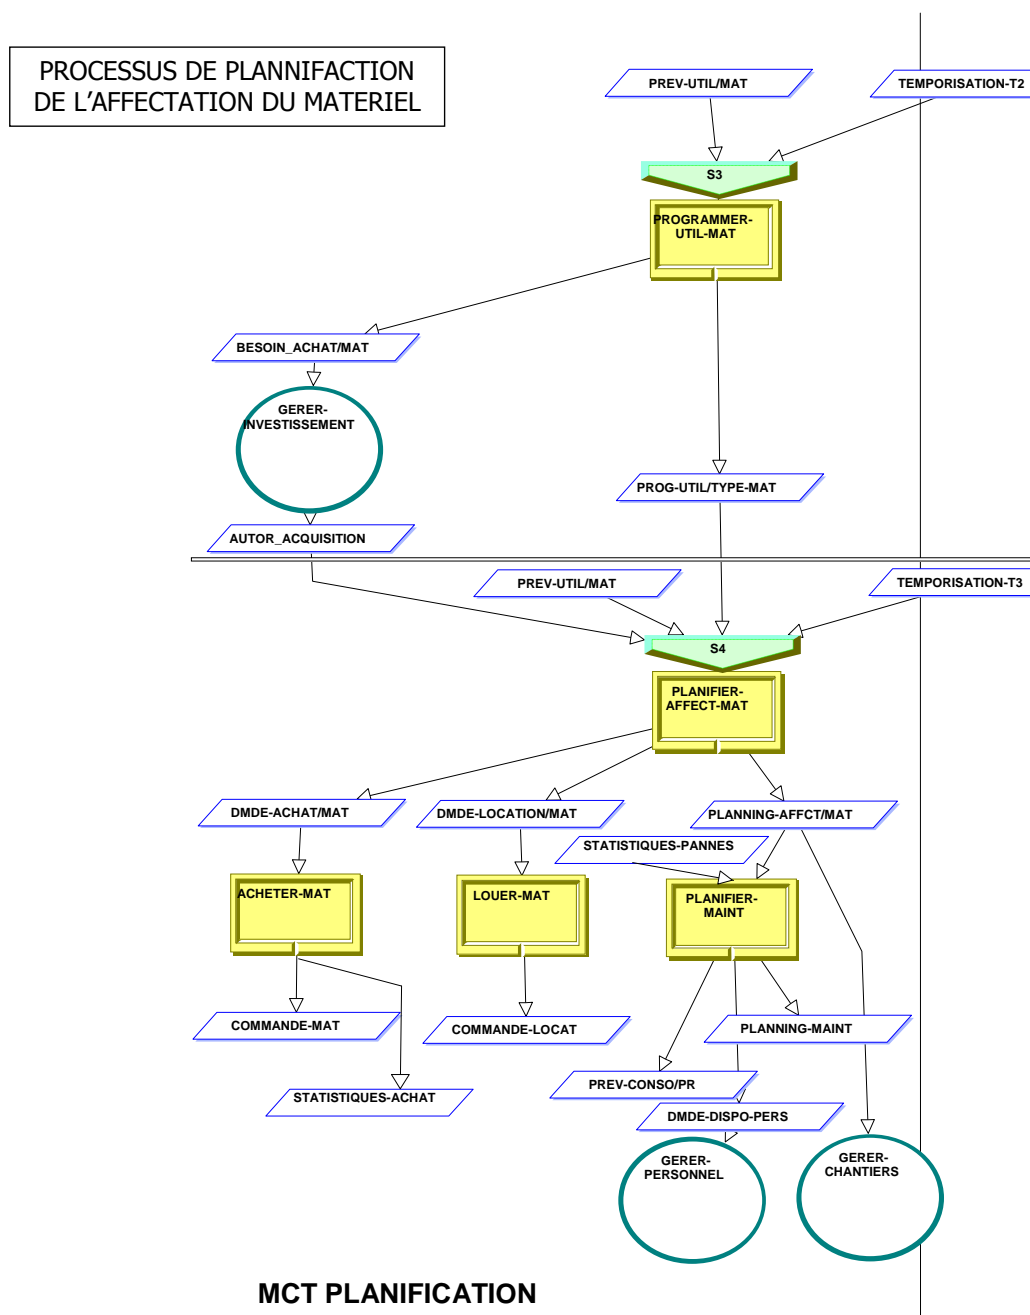 PROCESSUS DE PLANNIFACTION
DE L'AFFECTATION DU MATERIEL
PREV-UTIL/MAT
TEMPORISATION-T2
S3
PROGRAMMER-
UTIL-MAT
BESOIN_ACHAT/MAT
GERER-
INVESTISSEMENT
PROG-UTIL/TYPE-MAT
AUTOR_ACQUISITION
PREV-UTIL/MAT
TEMPORISATION-T3
S4
PLANIFIER-
AFFECT-MAT
DMDE-ACHAT/MAT
DMDE-LOCATION/MAT
PLANNING-AFFCT/MAT
STATISTIQUES-PANNES
ACHETER-MAT
LOUER-MAT
PLANIFIER-
MAINT
COMMANDE-MAT
COMMANDE-LOCAT
PLANNING-MAINT
PREV-CONSO/PR
STATISTIQUES-ACHAT
DMDE-DISPO-PERS
GERER-
PERSONNEL
GERER-
CHANTIERS
MCT PLANIFICATION